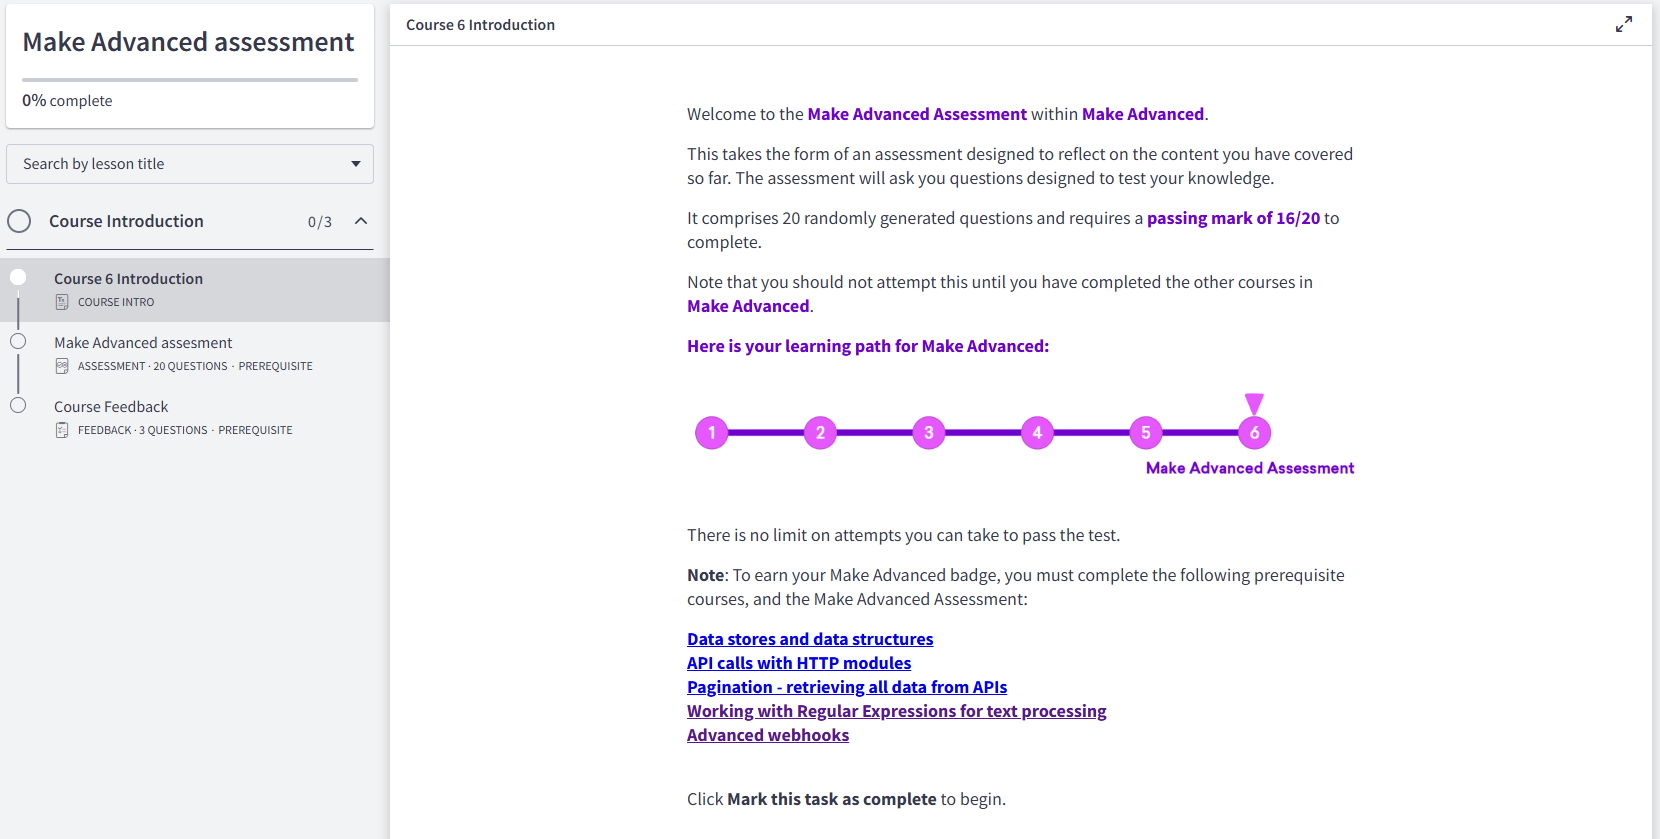 Make Advanced assessment
0% complete
Search by lesson title
Course Introduction 0/3
Course 6 Introduction
COURSE INTRO
Make Advanced assesment
ASSESSMENT · 20 QUESTIONS · PREREQUISITE
Course Feedback
FEEDBACK · 3 QUESTIONS · PREREQUISITE
Course 6 Introduction
Welcome to the Make Advanced Assessment within Make Advanced.
This takes the form of an assessment designed to reflect on the content you have covered
so far. The assessment will ask you questions designed to test your knowledge.
It comprises 20 randomly generated questions and requires a passing mark of 16/20 to
complete.
Note that you should not attempt this until you have completed the other courses in
Make Advanced.
Here is your learning path for Make Advanced:
1 2 3 4 5 6
Make Advanced Assessment
There is no limit on attempts you can take to pass the test.
Note: To earn your Make Advanced badge, you must complete the following prerequisite
courses, and the Make Advanced Assessment:
Data stores and data structures
API calls with HTTP modules
Pagination - retrieving all data from APIs
Working with Regular Expressions for text processing
Advanced webhooks
Click Mark this task as complete to begin.